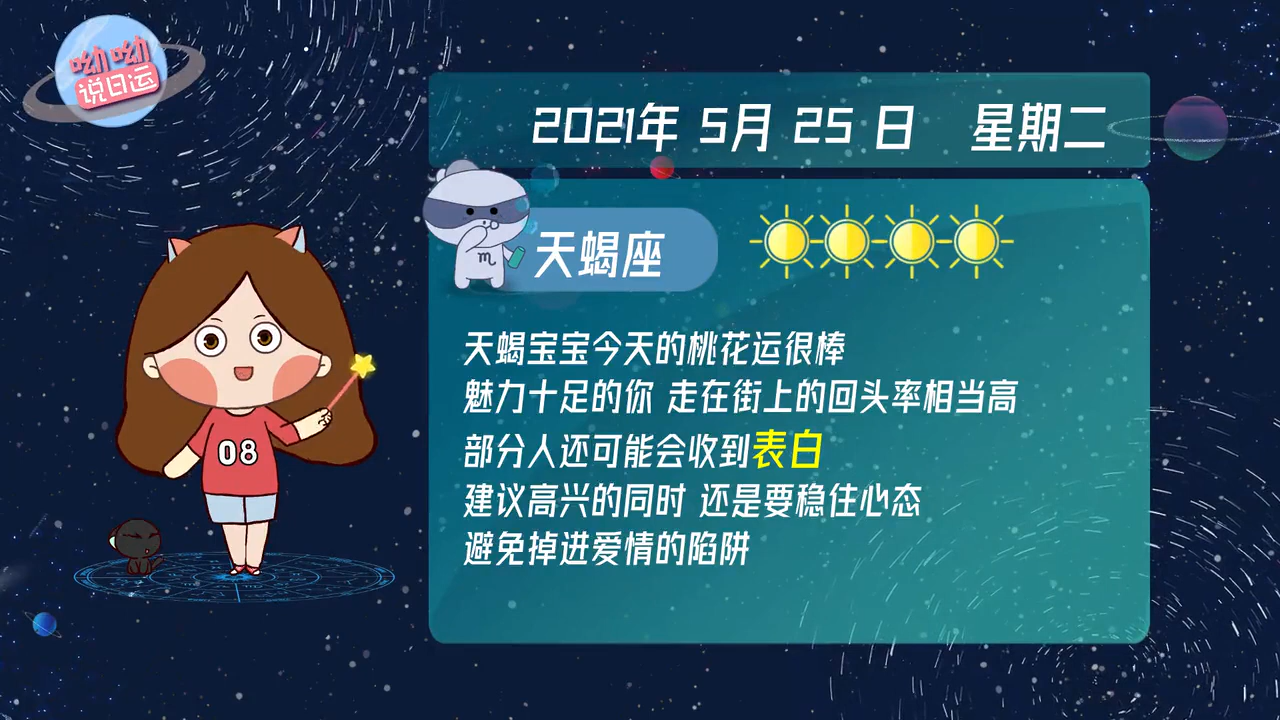 呦呦
说日运
2021年 5月 25 日 星期二
天蝎座
天蝎宝宝今天的桃花运很棒
魅力十足的你 走在街上的回头率相当高
部分人还可能会收到表白
建议高兴的同时 还是要稳住心态
避免掉进爱情的陷阱
08